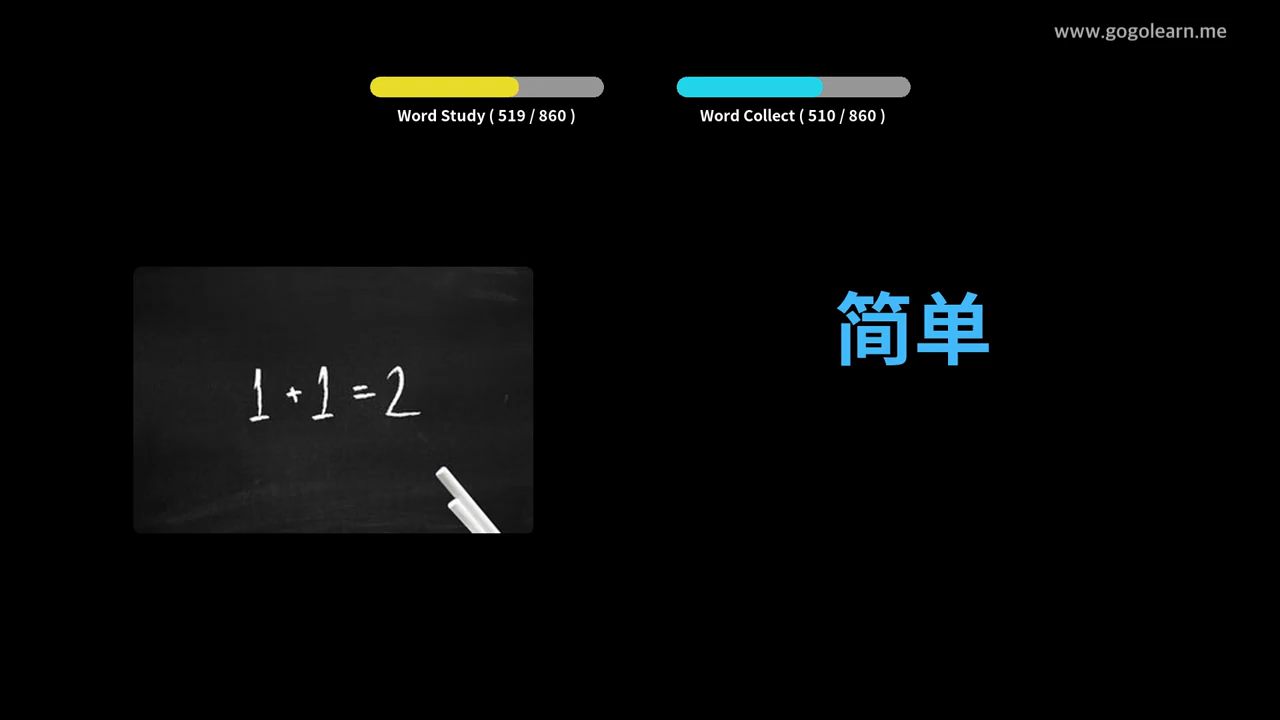 www.gogolearn.me
Word Study ( 519 / 860 )
Word Collect ( 510 / 860 )
1 + 1 = 2
简单